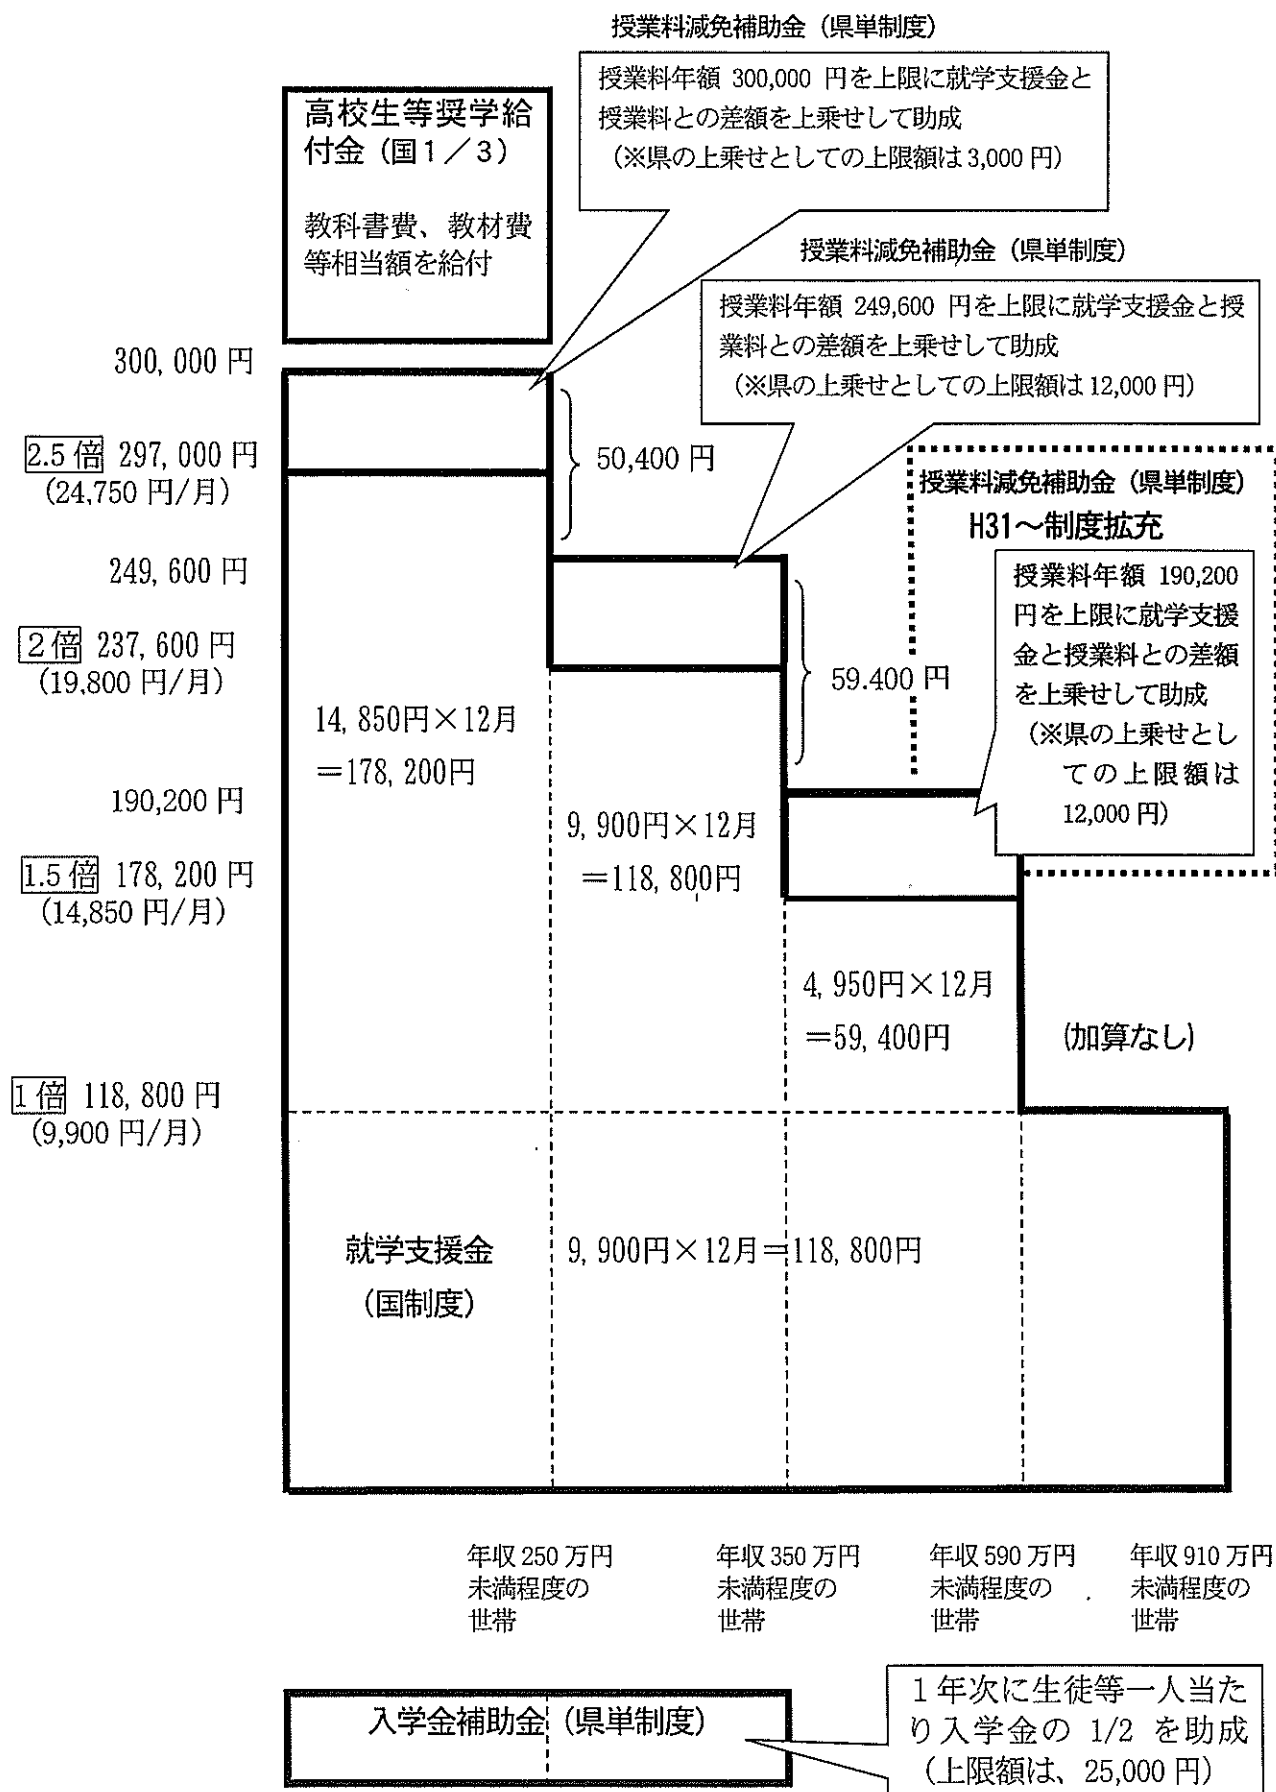 授業料減免補助金（県単制度）
授業料年額 300,000 円を上限に就学支援金と
授業料との差額を上乗せして助成
（※県の上乗せとしての上限額は 3,000 円）
高校生等奨学給
付金（国１／３）
教科書費、教材費
等相当額を給付
授業料減免補助金（県単制度）
授業料年額 249,600 円を上限に就学支援金と授
業料との差額を上乗せして助成
（※県の上乗せとしての上限額は 12,000 円）
300,000 円
2.5 倍 297,000 円
(24,750 円/月)
50,400 円
授業料減免補助金（県単制度）
H31～制度拡充
授業料年額 190,200
円を上限に就学支援
金と授業料との差額
を上乗せして助成
（※県の上乗せとし
ての上限額は
12,000 円）
249,600 円
2 倍 237,600 円
(19,800 円/月)
59.400 円
14,850円×12月
＝178,200円
190,200 円
9,900円×12月
＝118,800円
1.5 倍 178,200 円
(14,850 円/月)
4,950円×12月
＝59,400円
(加算なし)
1 倍 118,800 円
(9,900 円/月)
就学支援金
（国制度）
9,900円×12月＝118,800円
年収 250 万円
未満程度の
世帯
年収 350 万円
未満程度の
世帯
年収 590 万円
未満程度の
世帯
年収 910 万円
未満程度の
世帯
入学金補助金（県単制度）
１年次に生徒等一人当た
り入学金の 1/2 を助成
（上限額は、25,000 円）